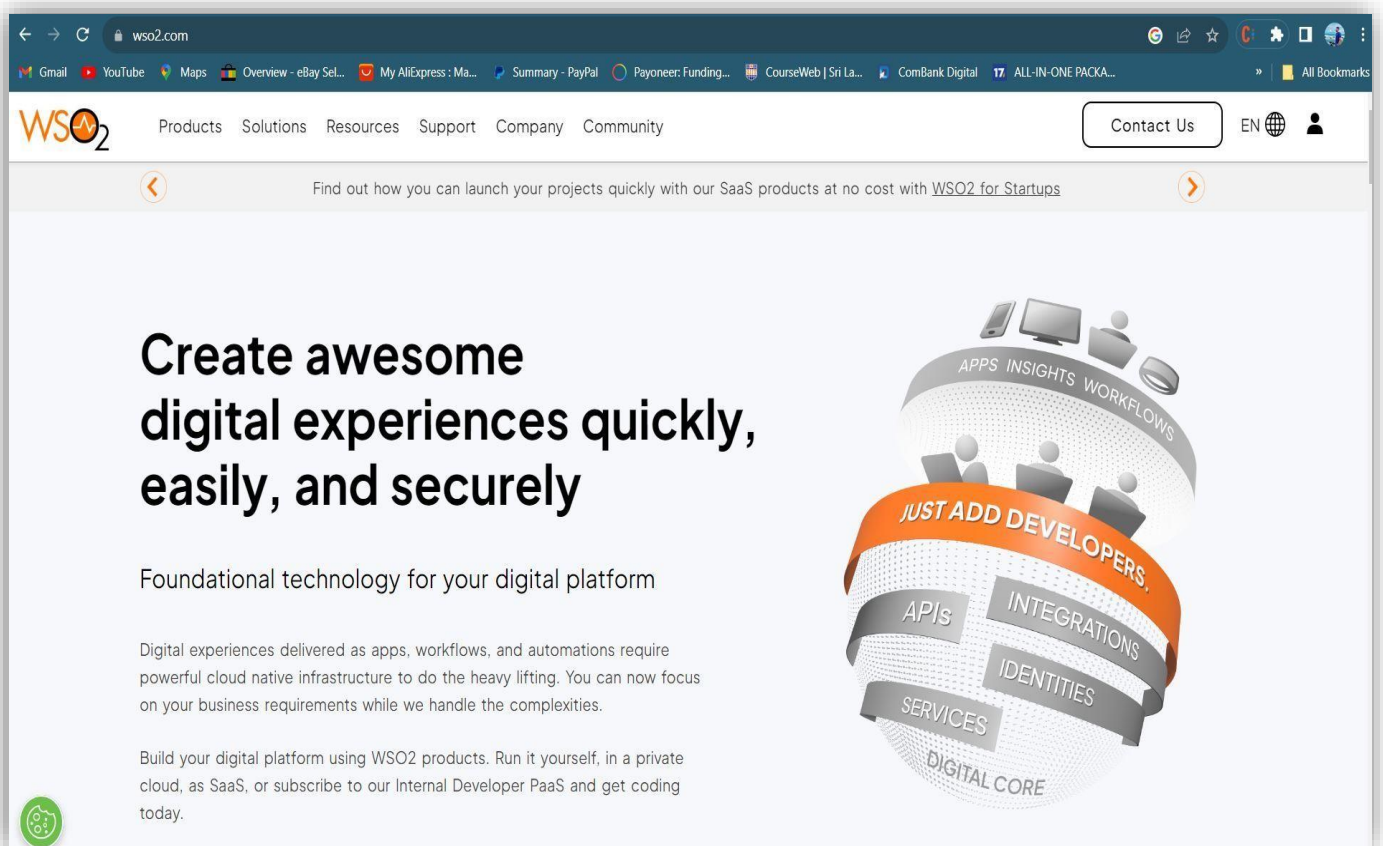 wso2.com
Gmail YouTube Maps Overview - eBay Sel... My AliExpress : Ma... Summary - PayPal Payoneer: Funding... CourseWeb | Sri La... ComBank Digital 17 ALL-IN-ONE PACKA... » All Bookmarks
WSO2 Products Solutions Resources Support Company Community Contact Us EN
Find out how you can launch your projects quickly with our SaaS products at no cost with WSO2 for Startups
Create awesome
digital experiences quickly,
easily, and securely
Foundational technology for your digital platform
Digital experiences delivered as apps, workflows, and automations require
powerful cloud native infrastructure to do the heavy lifting. You can now focus
on your business requirements while we handle the complexities.
Build your digital platform using WSO2 products. Run it yourself, in a private
cloud, as SaaS, or subscribe to our Internal Developer PaaS and get coding
today.
APPS INSIGHTS WORKFLOWS
JUST ADD DEVELOPERS.
APIs
INTEGRATIONS
IDENTITIES
SERVICES
DIGITAL CORE